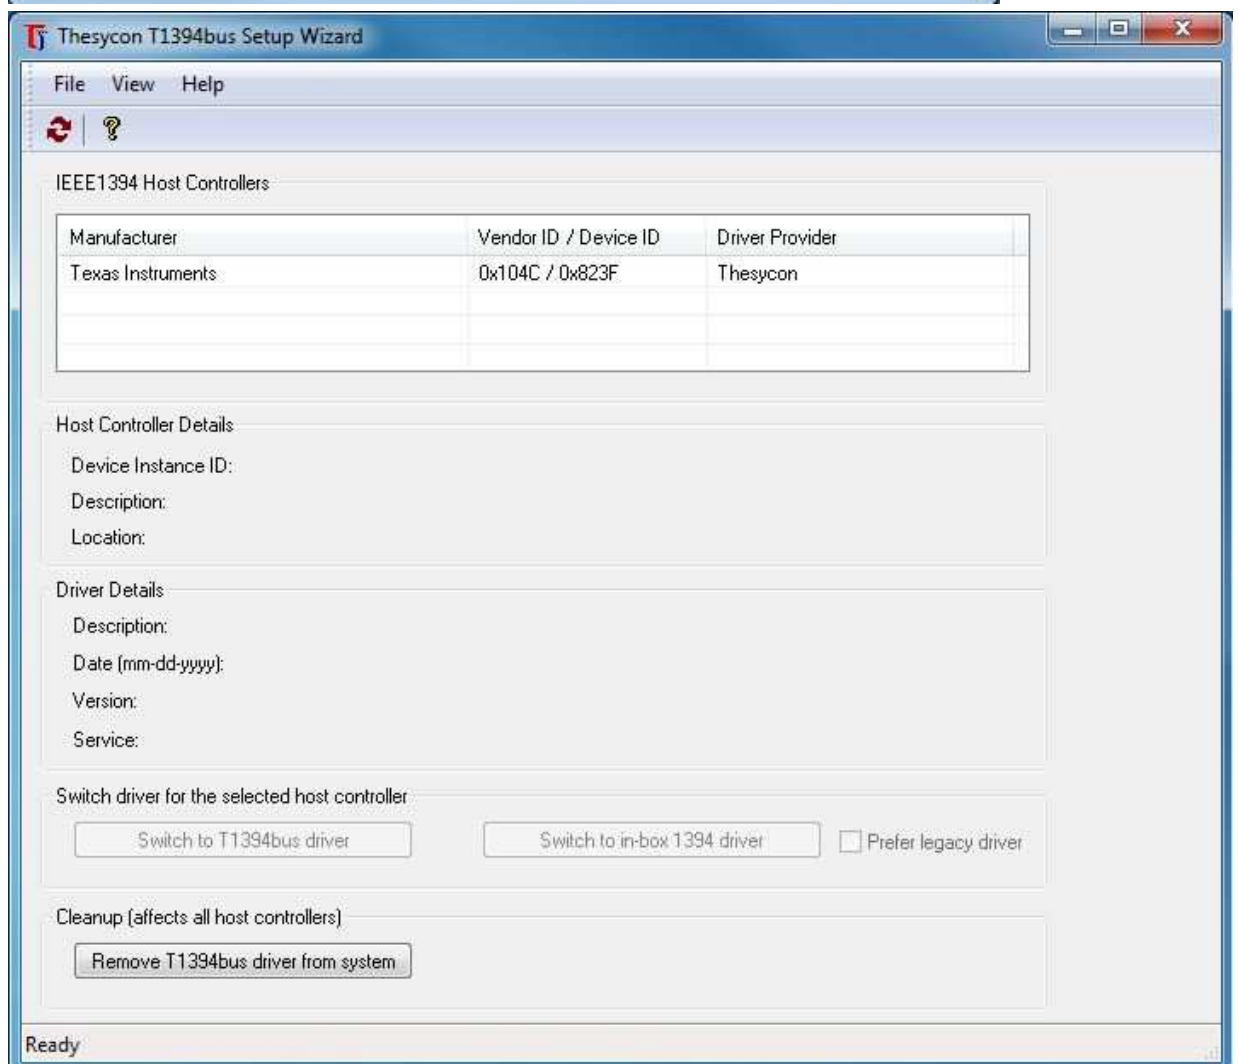 Thesycon T1394bus Setup Wizard
File View Help
IEEE1394 Host Controllers
Manufacturer Vendor ID / Device ID Driver Provider
Texas Instruments 0x104C / 0x823F Thesycon
Host Controller Details
Device Instance ID:
Description:
Location:
Driver Details
Description:
Date (mm-dd-yyyy):
Version:
Service:
Switch driver for the selected host controller
Switch to T1394bus driver Switch to in-box 1394 driver Prefer legacy driver
Cleanup (affects all host controllers)
Remove T1394bus driver from system
Ready